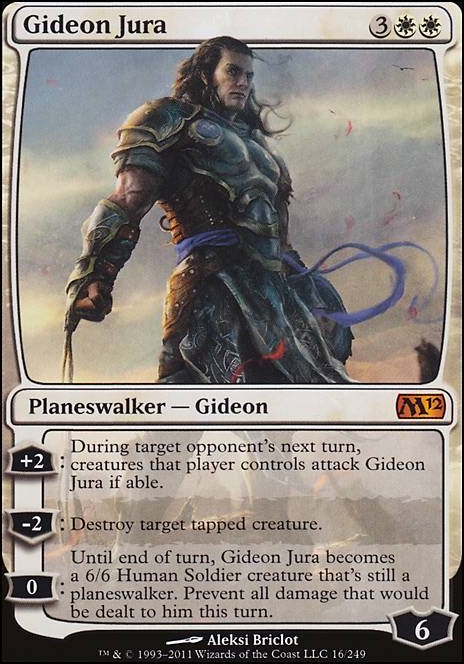 Gideon Jura 3
Planeswalker — Gideon
M12
+2 : During target opponent's next turn,
creatures that player controls attack Gideon
Jura if able.
-2 : Destroy target tapped creature.
Until end of turn, Gideon Jura becomes
0 : a 6/6 Human Soldier creature that's still a
planeswalker. Prevent all damage that would
be dealt to him this turn.
6
Aleksi Briclot
™ & © 1993–2011 Wizards of the Coast LLC 16/249